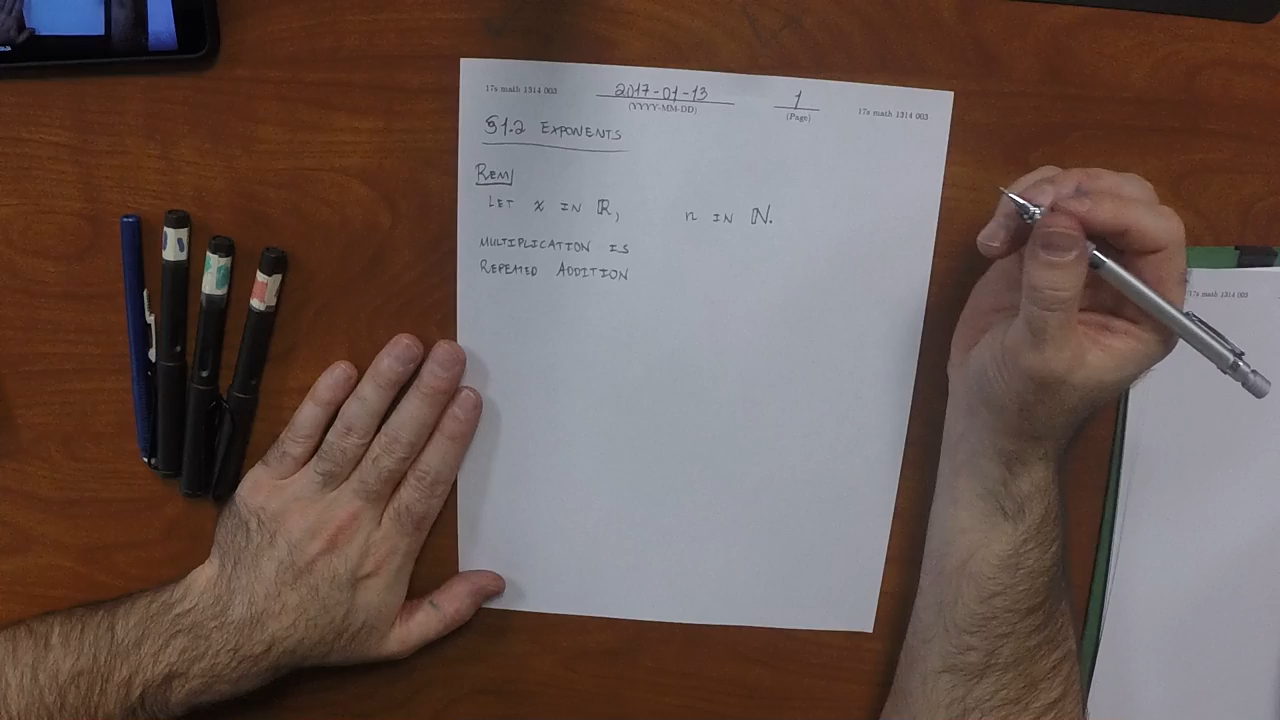 17s math 1314 003 2017-01-13 1 17s math 1314 003
(YYYY-MM-DD) (Page)
§1.2 EXPONENTS
REM
LET x IN ℝ, n IN ℕ.
MULTIPLICATION IS
REPEATED ADDITION
17s math 1314 003